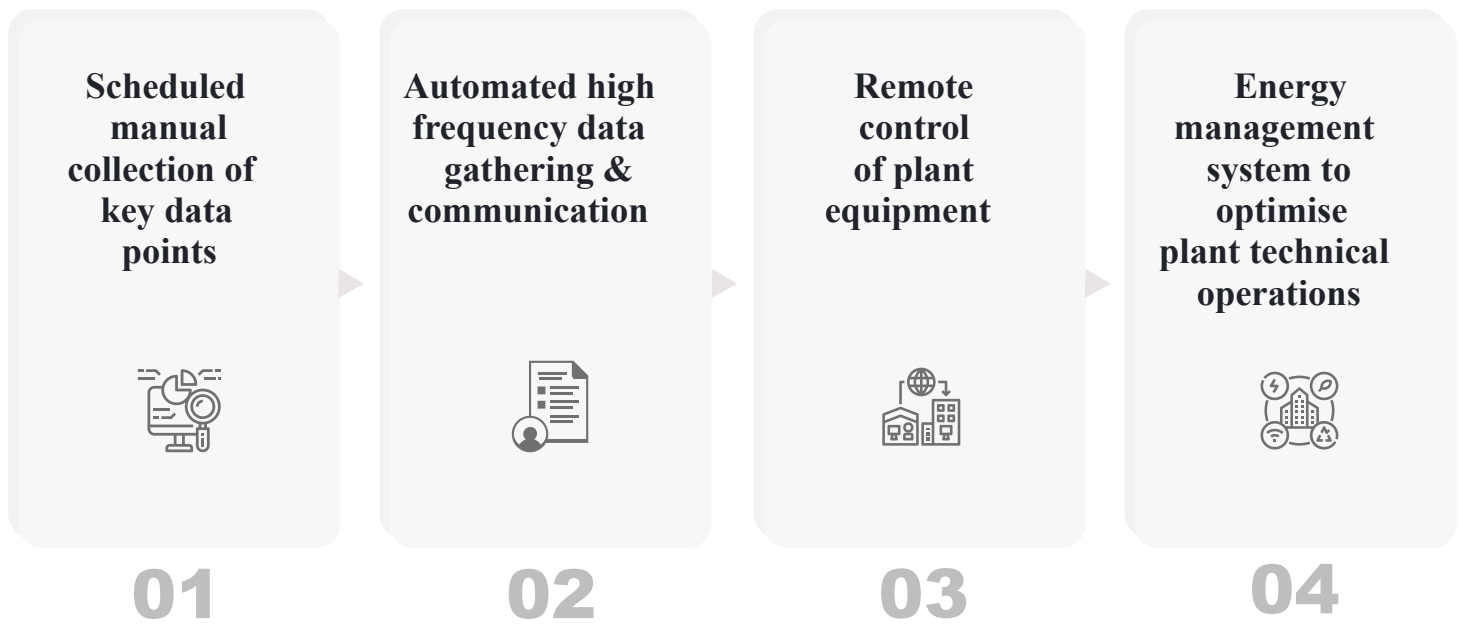 Scheduled
manual
collection of
key data
points
01
Automated high
frequency data
gathering &
communication
02
Remote
control
of plant
equipment
03
Energy
management
system to
optimise
plant technical
operations
04